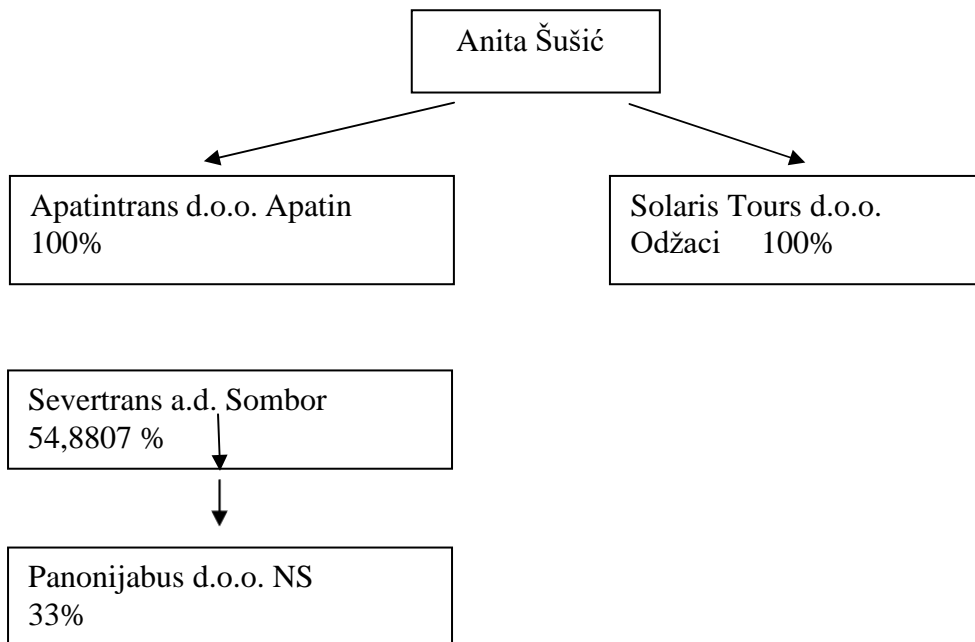 Anita Šušić
Apatintrans d.o.o. Apatin
100%
Solaris Tours d.o.o.
Odžaci 100%
Severtrans a.d. Sombor
54,8807 %
Panonijabus d.o.o. NS
33%